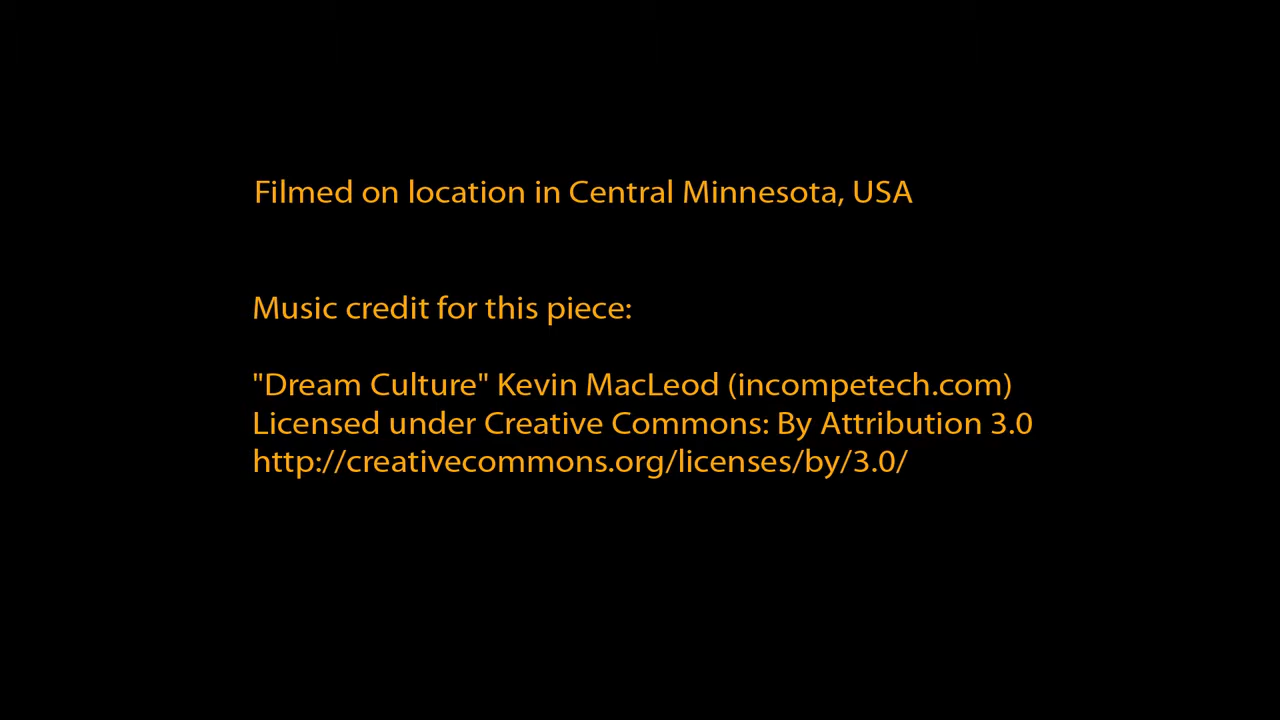 Filmed on location in Central Minnesota, USA
Music credit for this piece:
"Dream Culture" Kevin MacLeod (incompetech.com)
Licensed under Creative Commons: By Attribution 3.0
http://creativecommons.org/licenses/by/3.0/